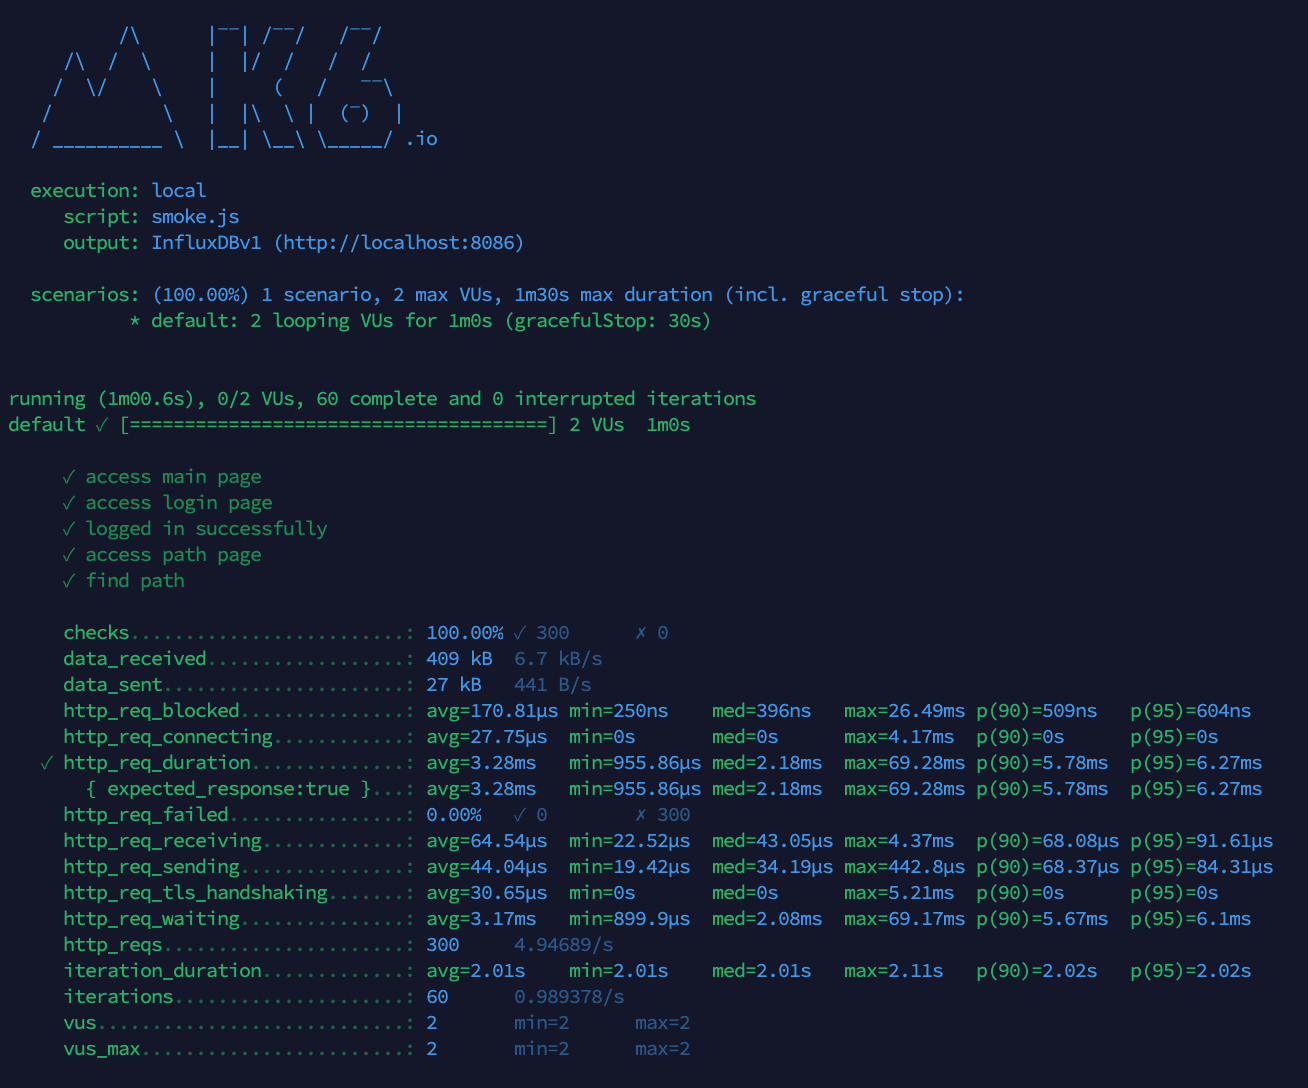 /\      |‾‾| /‾‾/   /‾‾/
     /\  /  \     |  |/  /   /  /
    /  \/    \    |     (   /   ‾‾\
   /          \   |  |\  \ |  (‾)  |
  / __________ \  |__| \__\ \_____/ .io
execution: local
script: smoke.js
output: InfluxDBv1 (http://localhost:8086)
scenarios: (100.00%) 1 scenario, 2 max VUs, 1m30s max duration (incl. graceful stop):
* default: 2 looping VUs for 1m0s (gracefulStop: 30s)
running (1m00.6s), 0/2 VUs, 60 complete and 0 interrupted iterations
default ✓ [======================================] 2 VUs  1m0s
✓ access main page
✓ access login page
✓ logged in successfully
✓ access path page
✓ find path
checks.........................: 100.00% ✓ 300      ✗ 0
data_received..................: 409 kB  6.7 kB/s
data_sent......................: 27 kB   441 B/s
http_req_blocked...............: avg=170.81µs min=250ns    med=396ns   max=26.49ms p(90)=509ns   p(95)=604ns
http_req_connecting............: avg=27.75µs  min=0s       med=0s      max=4.17ms  p(90)=0s      p(95)=0s
✓ http_req_duration..............: avg=3.28ms   min=955.86µs med=2.18ms  max=69.28ms p(90)=5.78ms  p(95)=6.27ms
{ expected_response:true }...: avg=3.28ms   min=955.86µs med=2.18ms  max=69.28ms p(90)=5.78ms  p(95)=6.27ms
http_req_failed................: 0.00%   ✓ 0        ✗ 300
http_req_receiving.............: avg=64.54µs  min=22.52µs  med=43.05µs max=4.37ms  p(90)=68.08µs p(95)=91.61µs
http_req_sending...............: avg=44.04µs  min=19.42µs  med=34.19µs max=442.8µs p(90)=68.37µs p(95)=84.31µs
http_req_tls_handshaking.......: avg=30.65µs  min=0s       med=0s      max=5.21ms  p(90)=0s      p(95)=0s
http_req_waiting...............: avg=3.17ms   min=899.9µs  med=2.08ms  max=69.17ms p(90)=5.67ms  p(95)=6.1ms
http_reqs......................: 300     4.94689/s
iteration_duration.............: avg=2.01s    min=2.01s    med=2.01s   max=2.11s   p(90)=2.02s   p(95)=2.02s
iterations.....................: 60      0.989378/s
vus............................: 2       min=2      max=2
vus_max........................: 2       min=2      max=2